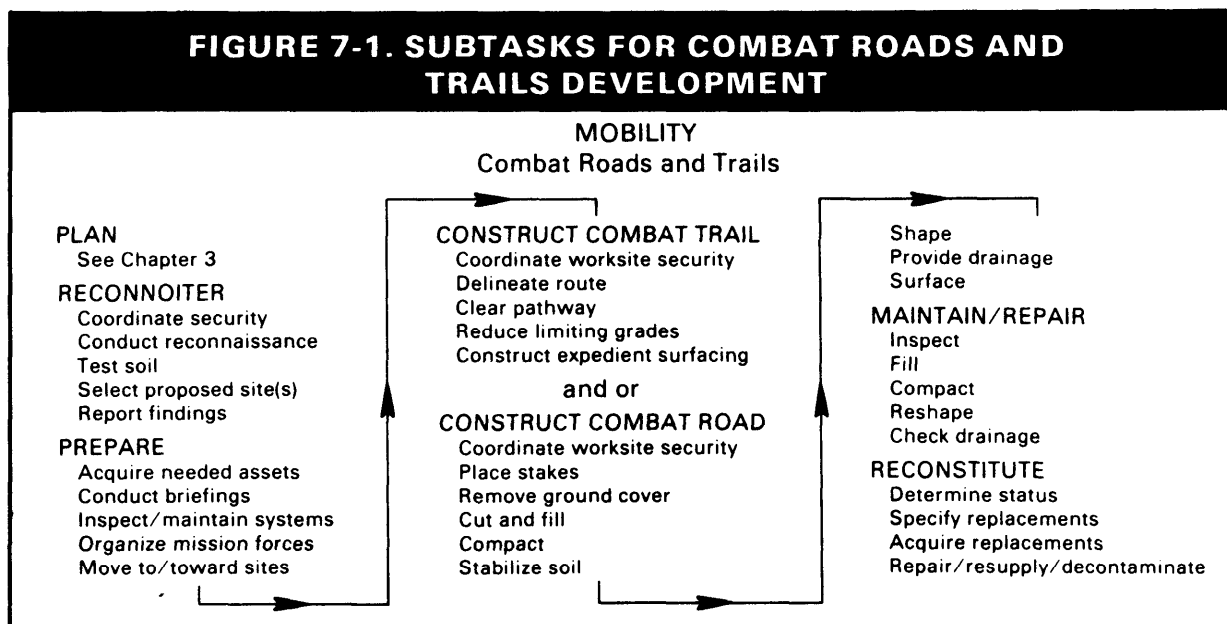 FIGURE 7-1. SUBTASKS FOR COMBAT ROADS AND
TRAILS DEVELOPMENT
MOBILITY
Combat Roads and Trails
PLAN
See Chapter 3
RECONNOITER
Coordinate security
Conduct reconnaissance
Test soil
Select proposed site(s)
Report findings
PREPARE
Acquire needed assets
Conduct briefings
Inspect/maintain systems
Organize mission forces
Move to/toward sites
CONSTRUCT COMBAT TRAIL
Coordinate worksite security
Delineate route
Clear pathway
Reduce limiting grades
Construct expedient surfacing
and or
CONSTRUCT COMBAT ROAD
Coordinate worksite security
Place stakes
Remove ground cover
Cut and fill
Compact
Stabilize soil
Shape
Provide drainage
Surface
MAINTAIN/REPAIR
Inspect
Fill
Compact
Reshape
Check drainage
RECONSTITUTE
Determine status
Specify replacements
Acquire replacements
Repair/resupply/decontaminate